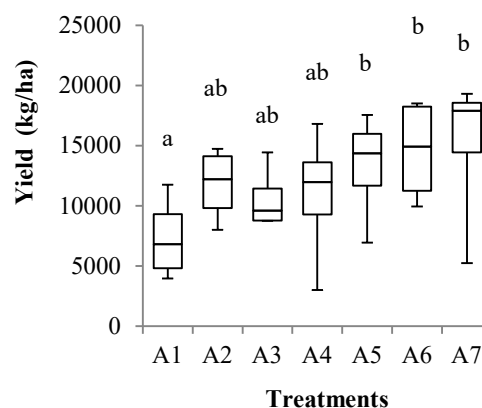 Yield (kg/ha)
25000
20000
15000
10000
5000
0
a
ab
ab
ab
b
b
b
A1 A2 A3 A4 A5 A6 A7
Treatments